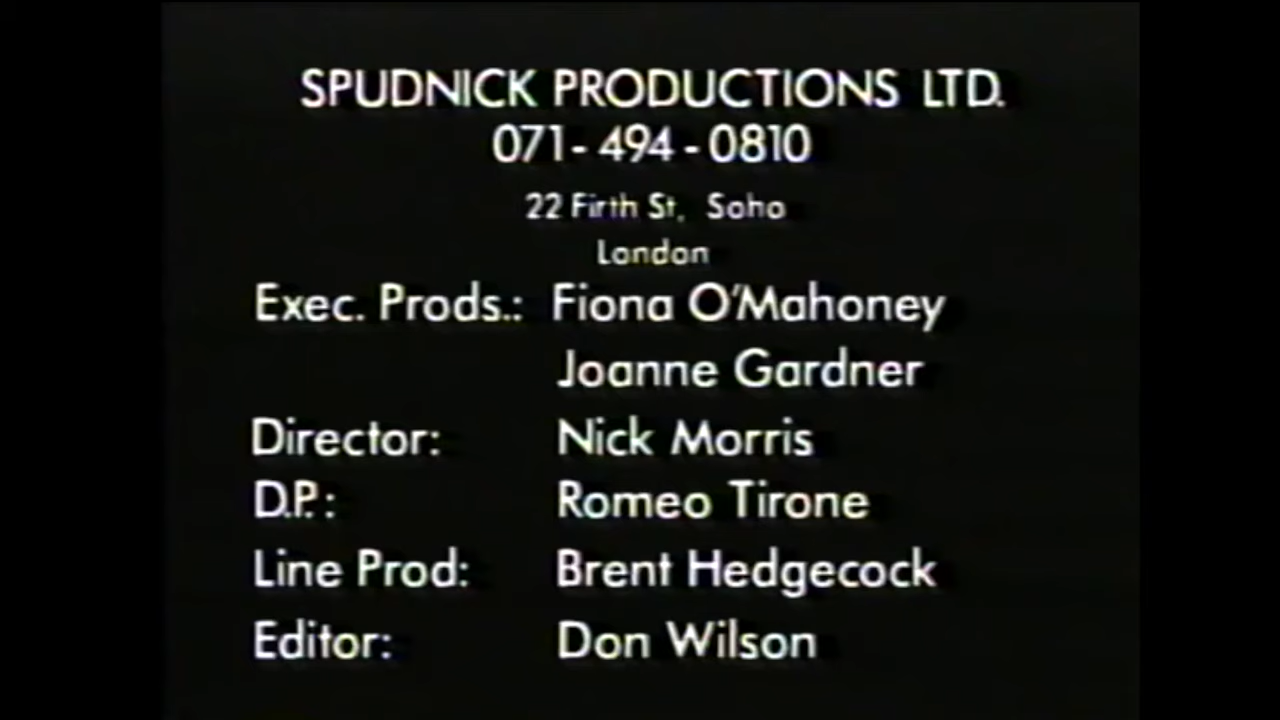 SPUDNICK PRODUCTIONS LTD.
071- 494 - 0810
22 Firth St, Soho
London
Exec. Prods.: Fiona O'Mahoney
Joanne Gardner
Director: Nick Morris
D.P.: Romeo Tirone
Line Prod: Brent Hedgecock
Editor: Don Wilson